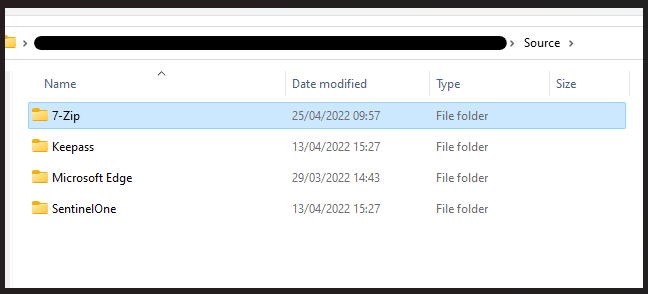 Source
Name Date modified Type Size
7-Zip 25/04/2022 09:57 File folder
Keepass 13/04/2022 15:27 File folder
Microsoft Edge 29/03/2022 14:43 File folder
SentinelOne 13/04/2022 15:27 File folder